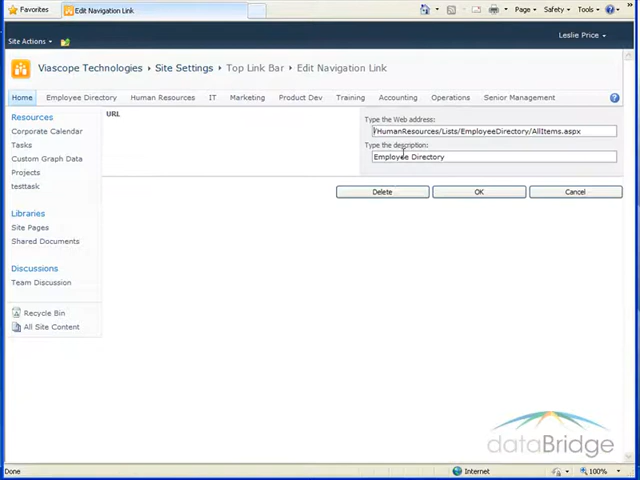 Favorites
Edit Navigation Link
Page
Safety
Tools
Site Actions
Leslie Price
Viascope Technologies
Site Settings
Top Link Bar
Edit Navigation Link
Home
Employee Directory
Human Resources
IT
Marketing
Product Dev
Training
Accounting
Operations
Senior Management
Resources
Corporate Calendar
Tasks
Custom Graph Data
Projects
testtask
Libraries
Site Pages
Shared Documents
Discussions
Team Discussion
Recycle Bin
All Site Content
URL
Type the Web address:
/HumanResources/Lists/EmployeeDirectory/AllItems.aspx
Type the description:
Employee Directory
Delete
OK
Cancel
dataBridge
Done
Internet
100%